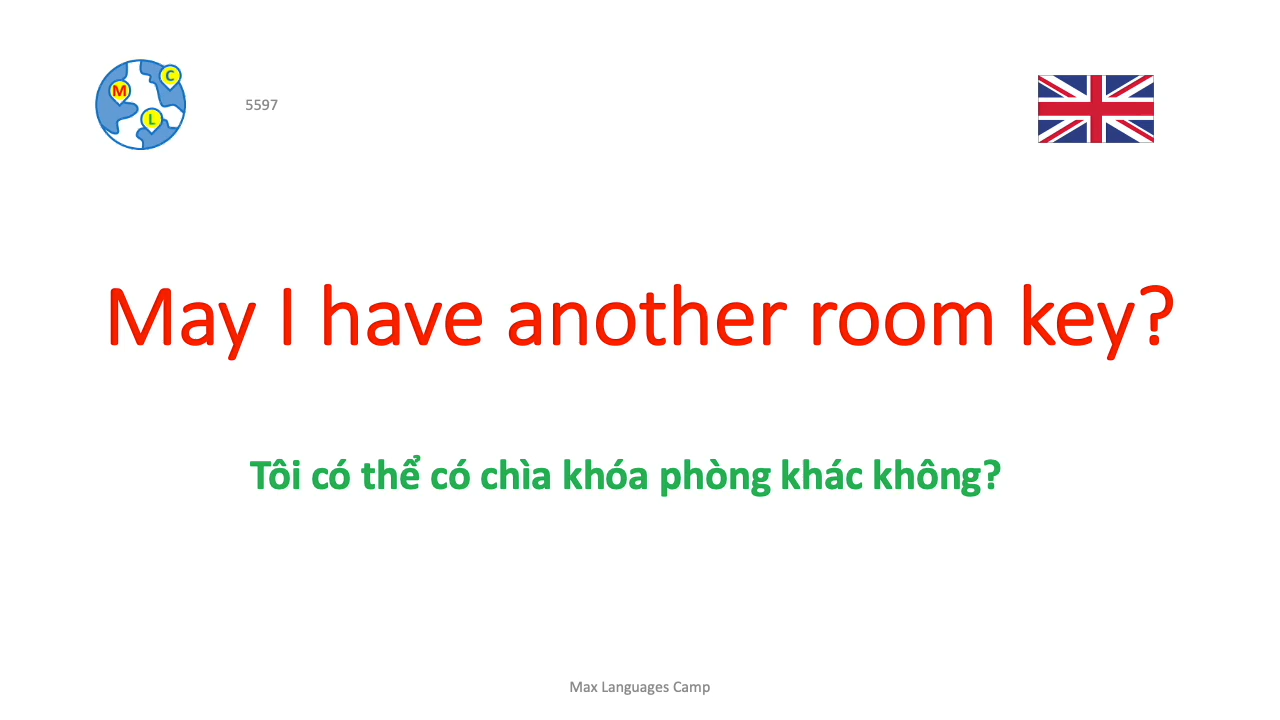 M
C
L
5597
May I have another room key?
Tôi có thể có chìa khóa phòng khác không?
Max Languages Camp